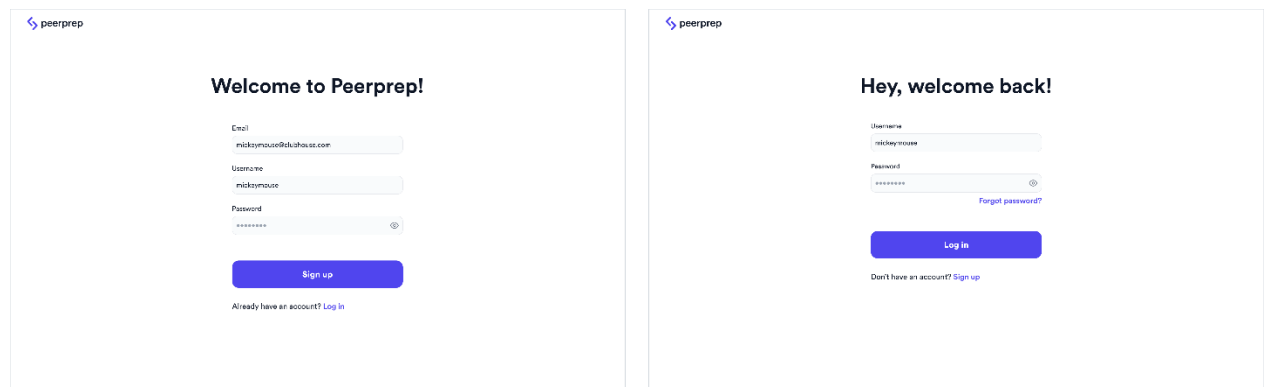 peerprep
Welcome to Peerprep!
Email
mickeymouse@clubhouse.com
Username
mickeymouse
Password
Sign up
Already have an account? Log in
peerprep
Hey, welcome back!
Username
mickeymouse
Password
Forgot password?
Log in
Don't have an account? Sign up